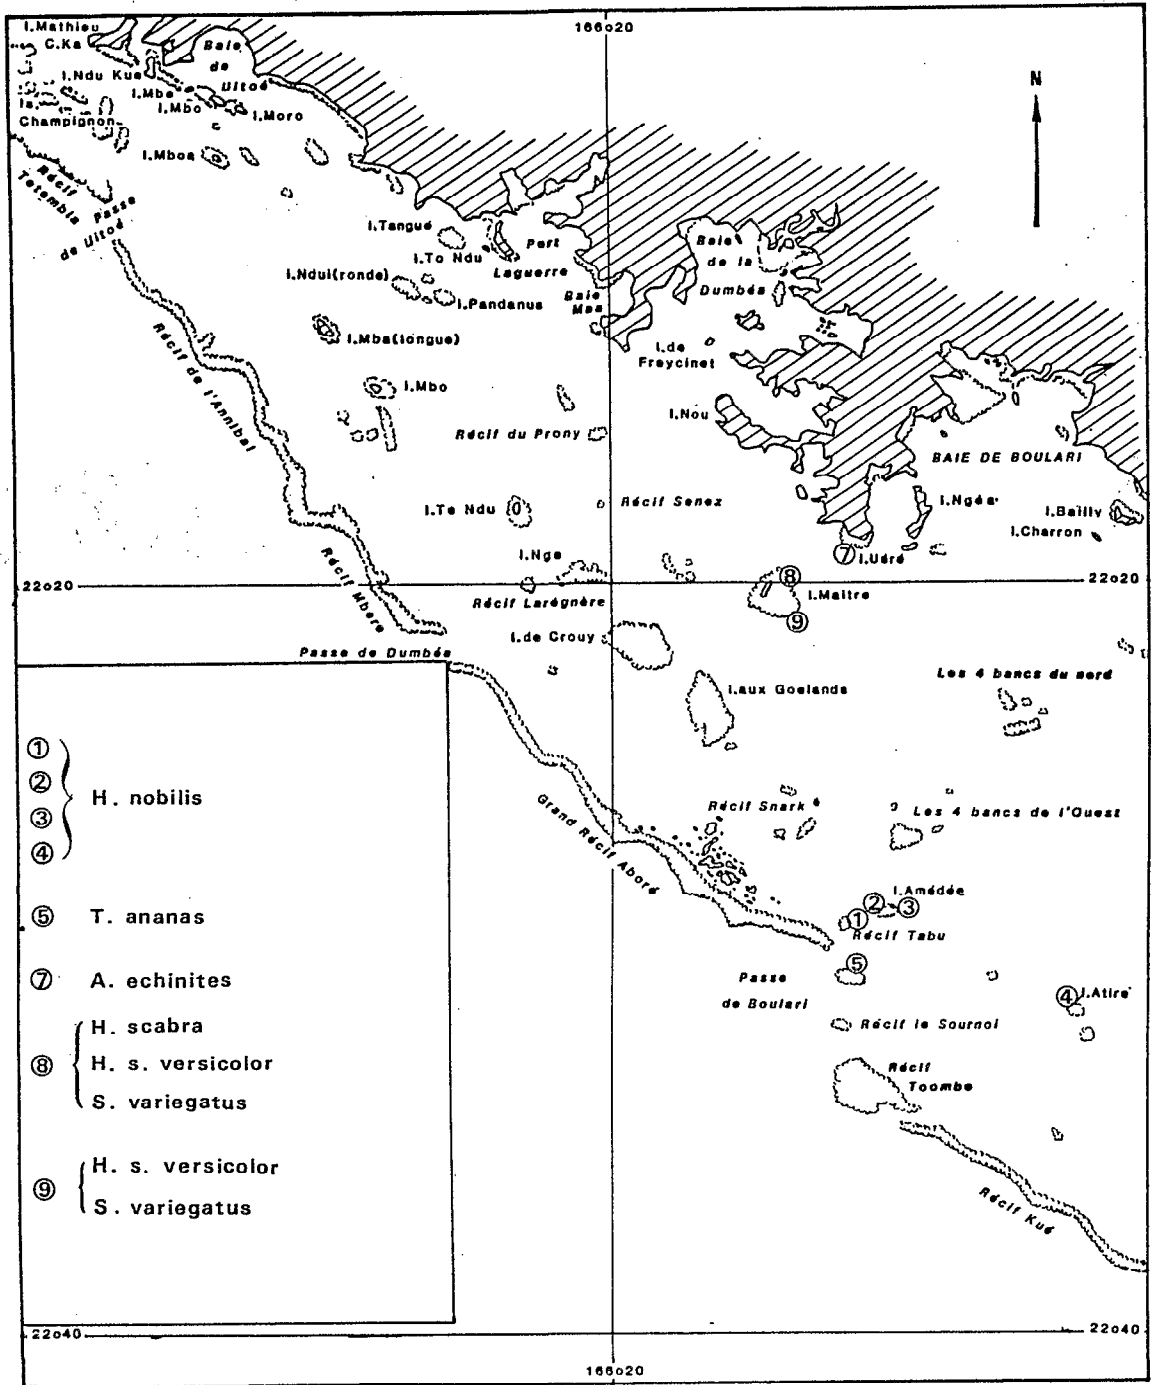 166o20
I.Mathieu
C.Ka
Baie
de
Uitoé
I.Ndu Kue
I.Mbe
I.Mbo
I.Moro
Is.
Champignon
I.Mboa
N
Récif
Tetembia
Passe
de Uitoé
I.Tangué
I.To Ndu
Port
Laguerre
Baie
de la
Dumbéa
I.Ndui(ronde)
I.Pandanus
Baie
Maa
Récif de l'Annibal
I.Mba(longue)
I.de
Freycinet
I.Mbo
I.Nou
Récif du Prony
BAIE DE BOULARI
I.Te Ndu
Récif Senez
I.Ngéa
I.Bailly
I.Charron
Récif Mbere
I.Nge
7
I.Uéré
22o20
22o20
8
I.Maître
Récif Larégnère
9
I.de Crouy
Passe de Dumbéa
Les 4 bancs du nord
I.aux Goelands
Grand Récif Aboré
Récif Snark
Les 4 bancs de l'Ouest
I.Amédée
2
3
1
Récif Tabu
5
Passe
de Boulari
4
I.Atire
Récif le Sournoi
Récif
Toombe
Récif Kué
1
2
3
4
H. nobilis
5 T. ananas
7 A. echinites
8
H. scabra
H. s. versicolor
S. variegatus
9
H. s. versicolor
S. variegatus
22o40
22o40
166o20